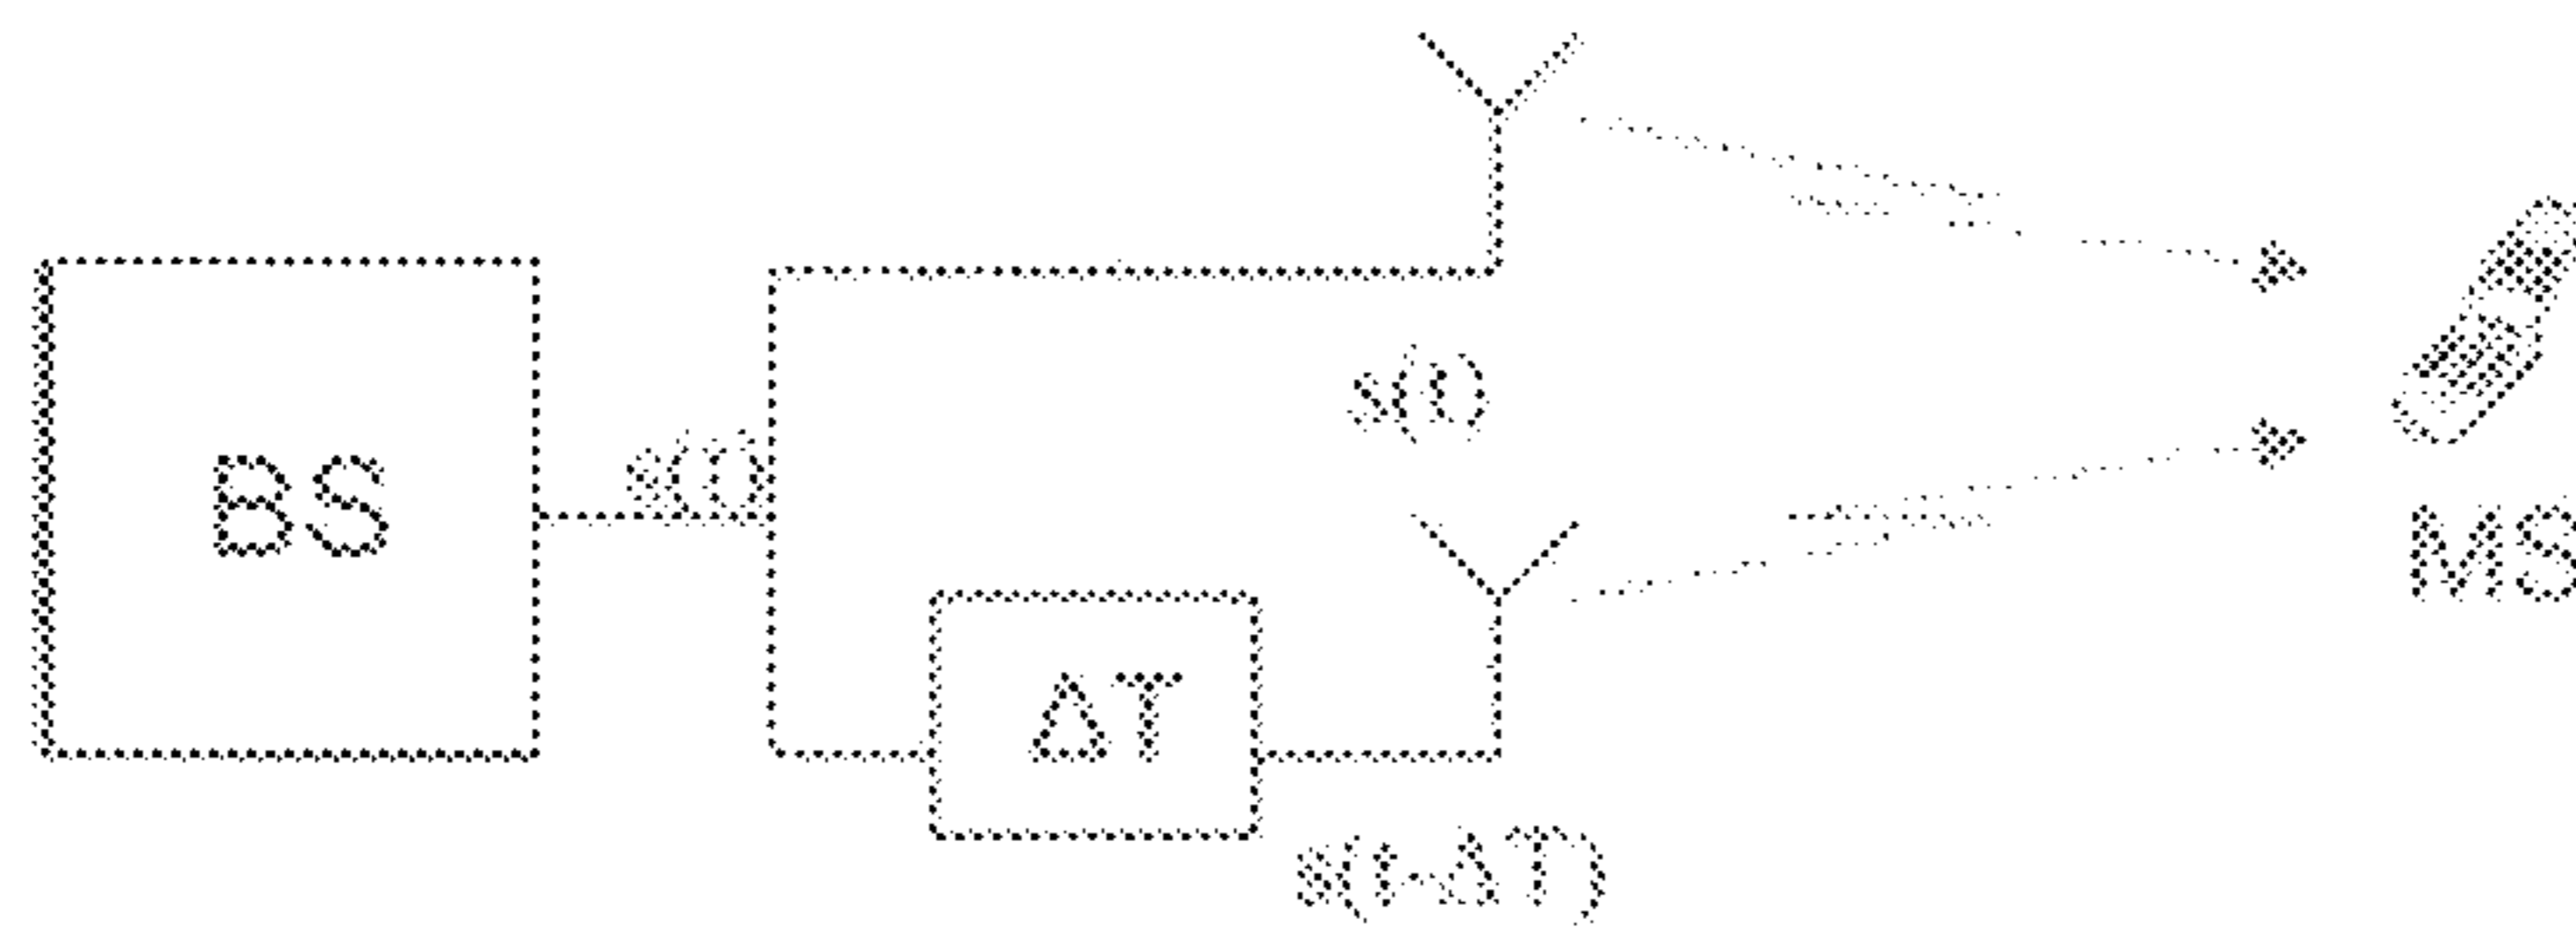 s(t)
BS
s(t)
MS
ΔT
s(t-ΔT)